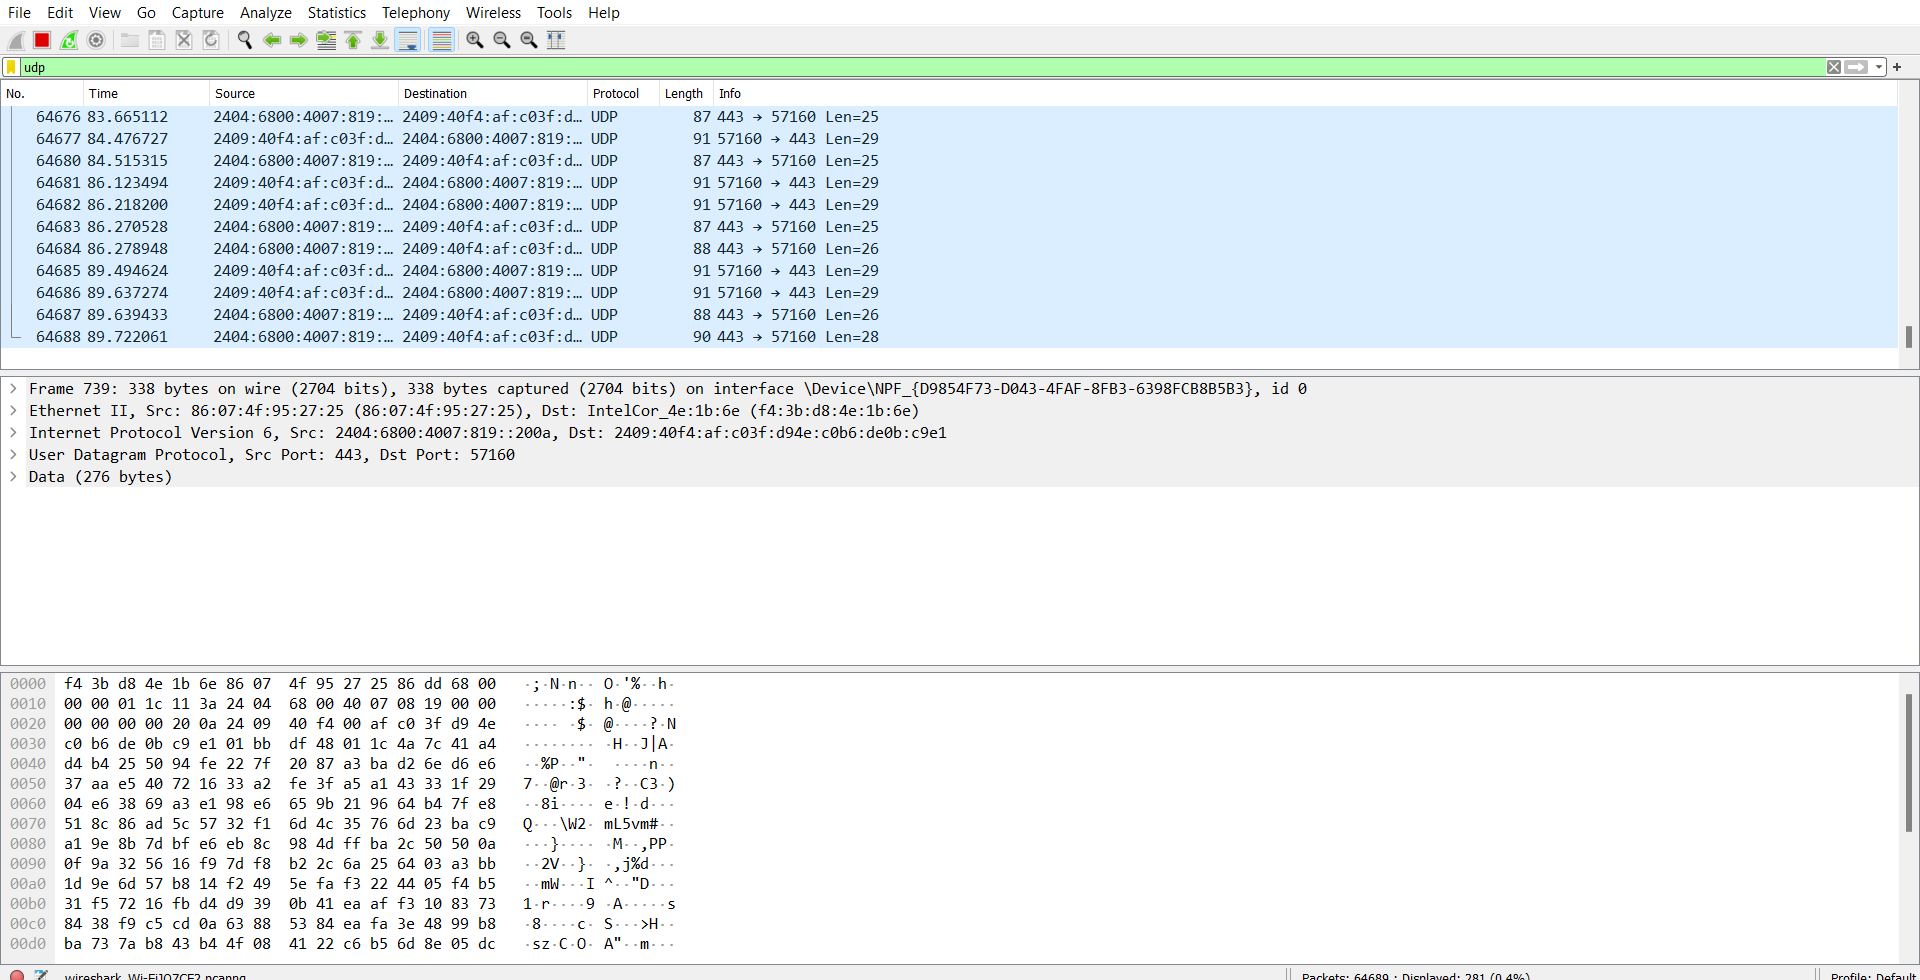 File Edit View Go Capture Analyze Statistics Telephony Wireless Tools Help
udp
No. Time Source Destination Protocol Length Info
64676 83.665112 2404:6800:4007:819:… 2409:40f4:af:c03f:d… UDP 87 443 → 57160 Len=25
64677 84.476727 2409:40f4:af:c03f:d… 2404:6800:4007:819:… UDP 91 57160 → 443 Len=29
64680 84.515315 2404:6800:4007:819:… 2409:40f4:af:c03f:d… UDP 87 443 → 57160 Len=25
64681 86.123494 2409:40f4:af:c03f:d… 2404:6800:4007:819:… UDP 91 57160 → 443 Len=29
64682 86.218200 2409:40f4:af:c03f:d… 2404:6800:4007:819:… UDP 91 57160 → 443 Len=29
64683 86.270528 2404:6800:4007:819:… 2409:40f4:af:c03f:d… UDP 87 443 → 57160 Len=25
64684 86.278948 2404:6800:4007:819:… 2409:40f4:af:c03f:d… UDP 88 443 → 57160 Len=26
64685 89.494624 2409:40f4:af:c03f:d… 2404:6800:4007:819:… UDP 91 57160 → 443 Len=29
64686 89.637274 2409:40f4:af:c03f:d… 2404:6800:4007:819:… UDP 91 57160 → 443 Len=29
64687 89.639433 2404:6800:4007:819:… 2409:40f4:af:c03f:d… UDP 88 443 → 57160 Len=26
64688 89.722061 2404:6800:4007:819:… 2409:40f4:af:c03f:d… UDP 90 443 → 57160 Len=28
Frame 739: 338 bytes on wire (2704 bits), 338 bytes captured (2704 bits) on interface \Device\NPF_{D9854F73-D043-4FAF-8FB3-6398FCB8B5B3}, id 0
Ethernet II, Src: 86:07:4f:95:27:25 (86:07:4f:95:27:25), Dst: IntelCor_4e:1b:6e (f4:3b:d8:4e:1b:6e)
Internet Protocol Version 6, Src: 2404:6800:4007:819::200a, Dst: 2409:40f4:af:c03f:d94e:c0b6:de0b:c9e1
User Datagram Protocol, Src Port: 443, Dst Port: 57160
Data (276 bytes)
0000 f4 3b d8 4e 1b 6e 86 07 4f 95 27 25 86 dd 68 00 ·;·N·n·· O·'%··h·
0010 00 00 01 1c 11 3a 24 04 68 00 40 07 08 19 00 00 ·····:$· h·@·····
0020 00 00 00 00 20 0a 24 09 40 f4 00 af c0 3f d9 4e ···· ·$· @····?·N
0030 c0 b6 de 0b c9 e1 01 bb df 48 01 1c 4a 7c 41 a4 ········ ·H··J|A·
0040 d4 b4 25 50 94 fe 22 7f 20 87 a3 ba d2 6e d6 e6 ··%P··"· ····n··
0050 37 aa e5 40 72 16 33 a2 fe 3f a5 a1 43 33 1f 29 7··@r·3· ·?··C3·)
0060 04 e6 38 69 a3 e1 98 e6 65 9b 21 96 64 b4 7f e8 ··8i···· e·!·d···
0070 51 8c 86 ad 5c 57 32 f1 6d 4c 35 76 6d 23 ba c9 Q···\W2· mL5vm#··
0080 a1 9e 8b 7d bf e6 eb 8c 98 4d ff ba 2c 50 50 0a ···}···· ·M··,PP·
0090 0f 9a 32 56 16 f9 7d f8 b2 2c 6a 25 64 03 a3 bb ··2V··}· ·,j%d···
00a0 1d 9e 6d 57 b8 14 f2 49 5e fa f3 22 44 05 f4 b5 ··mW···I ^··"D···
00b0 31 f5 72 16 fb d4 d9 39 0b 41 ea af f3 10 83 73 1·r····9 ·A·····s
00c0 84 38 f9 c5 cd 0a 63 88 53 84 ea fa 3e 48 99 b8 ·8····c· S···>H··
00d0 ba 73 7a b8 43 b4 4f 08 41 22 c6 b5 6d 8e 05 dc ·sz·C·O· A"··m···
Packets: 64689 · Displayed: 281 (0.4%) Profile: Default